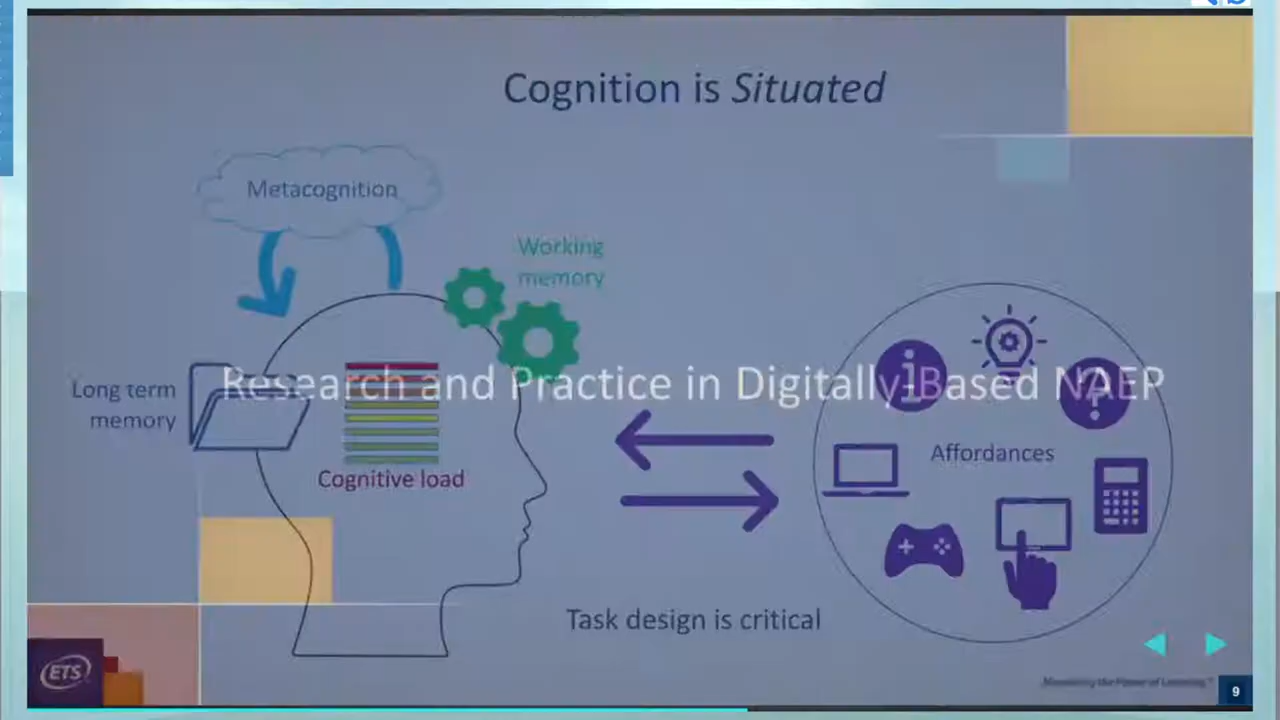 Cognition is Situated
Metacognition
Working
memory
Long term
memory
Research and Practice in Digitally-Based NAEP
Affordances
Cognitive load
Task design is critical
ETS
9